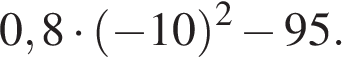 0,8 · (−10)² − 95.